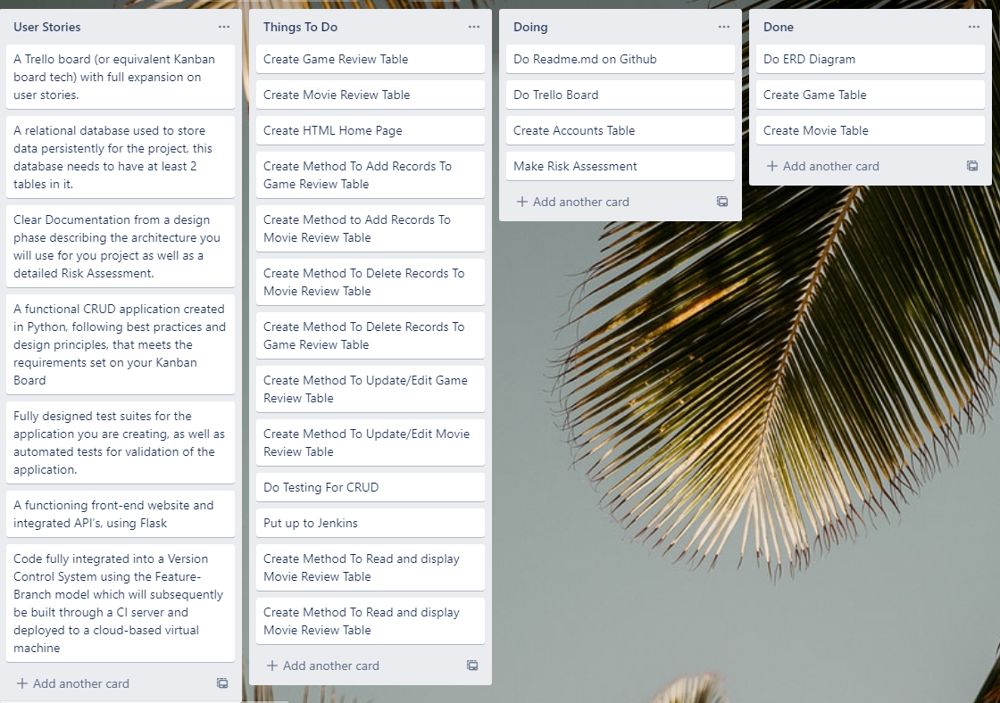 User Stories
A Trello board (or equivalent Kanban
board tech) with full expansion on
user stories.
A relational database used to store
data persistently for the project, this
database needs to have at least 2
tables in it.
Clear Documentation from a design
phase describing the architecture you
will use for you project as well as a
detailed Risk Assessment.
A functional CRUD application created
in Python, following best practices and
design principles, that meets the
requirements set on your Kanban
Board
Fully designed test suites for the
application you are creating, as well as
automated tests for validation of the
application.
A functioning front-end website and
integrated API's, using Flask
Code fully integrated into a Version
Control System using the Feature-
Branch model which will subsequently
be built through a CI server and
deployed to a cloud-based virtual
machine
Add another card
Things To Do
Create Game Review Table
Create Movie Review Table
Create HTML Home Page
Create Method To Add Records To
Game Review Table
Create Method to Add Records To
Movie Review Table
Create Method To Delete Records To
Movie Review Table
Create Method To Delete Records To
Game Review Table
Create Method To Update/Edit Game
Review Table
Create Method To Update/Edit Movie
Review Table
Do Testing For CRUD
Put up to Jenkins
Create Method To Read and display
Movie Review Table
Create Method To Read and display
Movie Review Table
Add another card
Doing
Do Readme.md on Github
Do Trello Board
Create Accounts Table
Make Risk Assessment
Add another card
Done
Do ERD Diagram
Create Game Table
Create Movie Table
Add another card